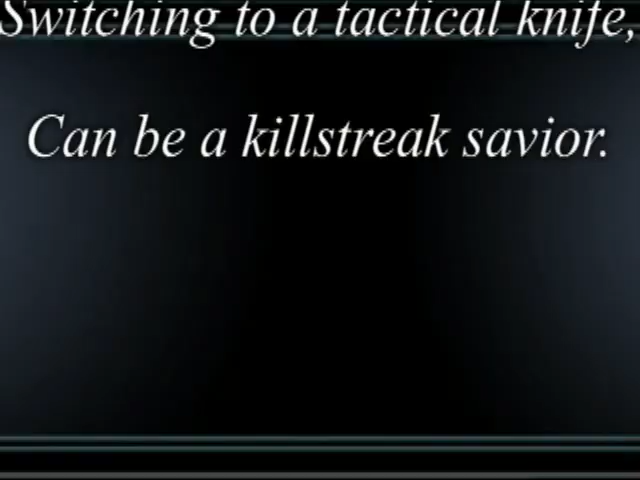 Switching to a tactical knife,
Can be a killstreak savior.